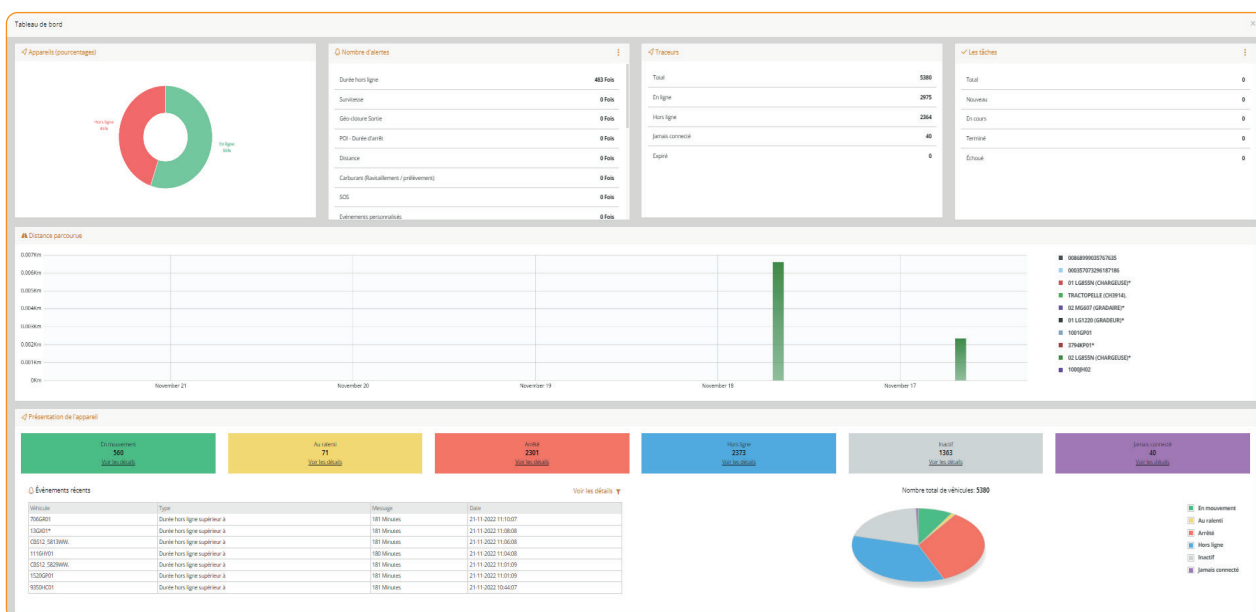 Tableau de bord
Appareils (pourcentages)
Hors ligne
En ligne
Nombre d'alertes
Durée hors ligne 483 Fois
Survitesse 0 Fois
Géo-cloture Sortie 0 Fois
POI - Durée d'arrêt 0 Fois
Distance 0 Fois
Carburant (Ravitaillement / prélèvement) 0 Fois
SOS 0 Fois
Evénements personnalisés 0 Fois
Traceurs
Total 5380
En ligne 2975
Hors ligne 2364
Jamais connecté 40
Expiré 0
Les tâches
Total 0
Nouveau 0
En cours 0
Terminé 0
Échoué 0
Distance parcourue
0.007Km
0.006Km
0.005Km
0.004Km
0.003Km
0.002Km
0.001Km
0Km
November 21 November 20 November 19 November 18 November 17
00868999035767635
000357073296187186
01 LG855N (CHARGEUSE)*
TRACTOPELLE (CH3914).
02 MG607 (GRADAIRE)*
01 LG1220 (GRADEUR)*
1001GP01
3794KP01*
02 LG855N (CHARGEUSE)*
1000JH02
Présentation de l'appareil
En mouvement
560
Voir les détails
Au ralenti
71
Voir les détails
Arrêté
2301
Voir les détails
Hors ligne
2373
Voir les détails
Inactif
1363
Voir les détails
Jamais connecté
40
Voir les détails
Événements récents Voir les détails
Véhicule Type Message Date
706GR01 Durée hors ligne supérieur à 181 Minutes 21-11-2022 11:10:07
13GX01* Durée hors ligne supérieur à 181 Minutes 21-11-2022 11:08:08
CBS12_5813WW. Durée hors ligne supérieur à 181 Minutes 21-11-2022 11:06:08
1116HY01 Durée hors ligne supérieur à 180 Minutes 21-11-2022 11:04:08
CBS12_5829WW. Durée hors ligne supérieur à 181 Minutes 21-11-2022 11:01:09
1520GP01 Durée hors ligne supérieur à 181 Minutes 21-11-2022 11:01:09
9350HC01 Durée hors ligne supérieur à 181 Minutes 21-11-2022 10:44:07
Nombre total de véhicules: 5380
En mouvement
Au ralenti
Arrêté
Hors ligne
Inactif
Jamais connecté